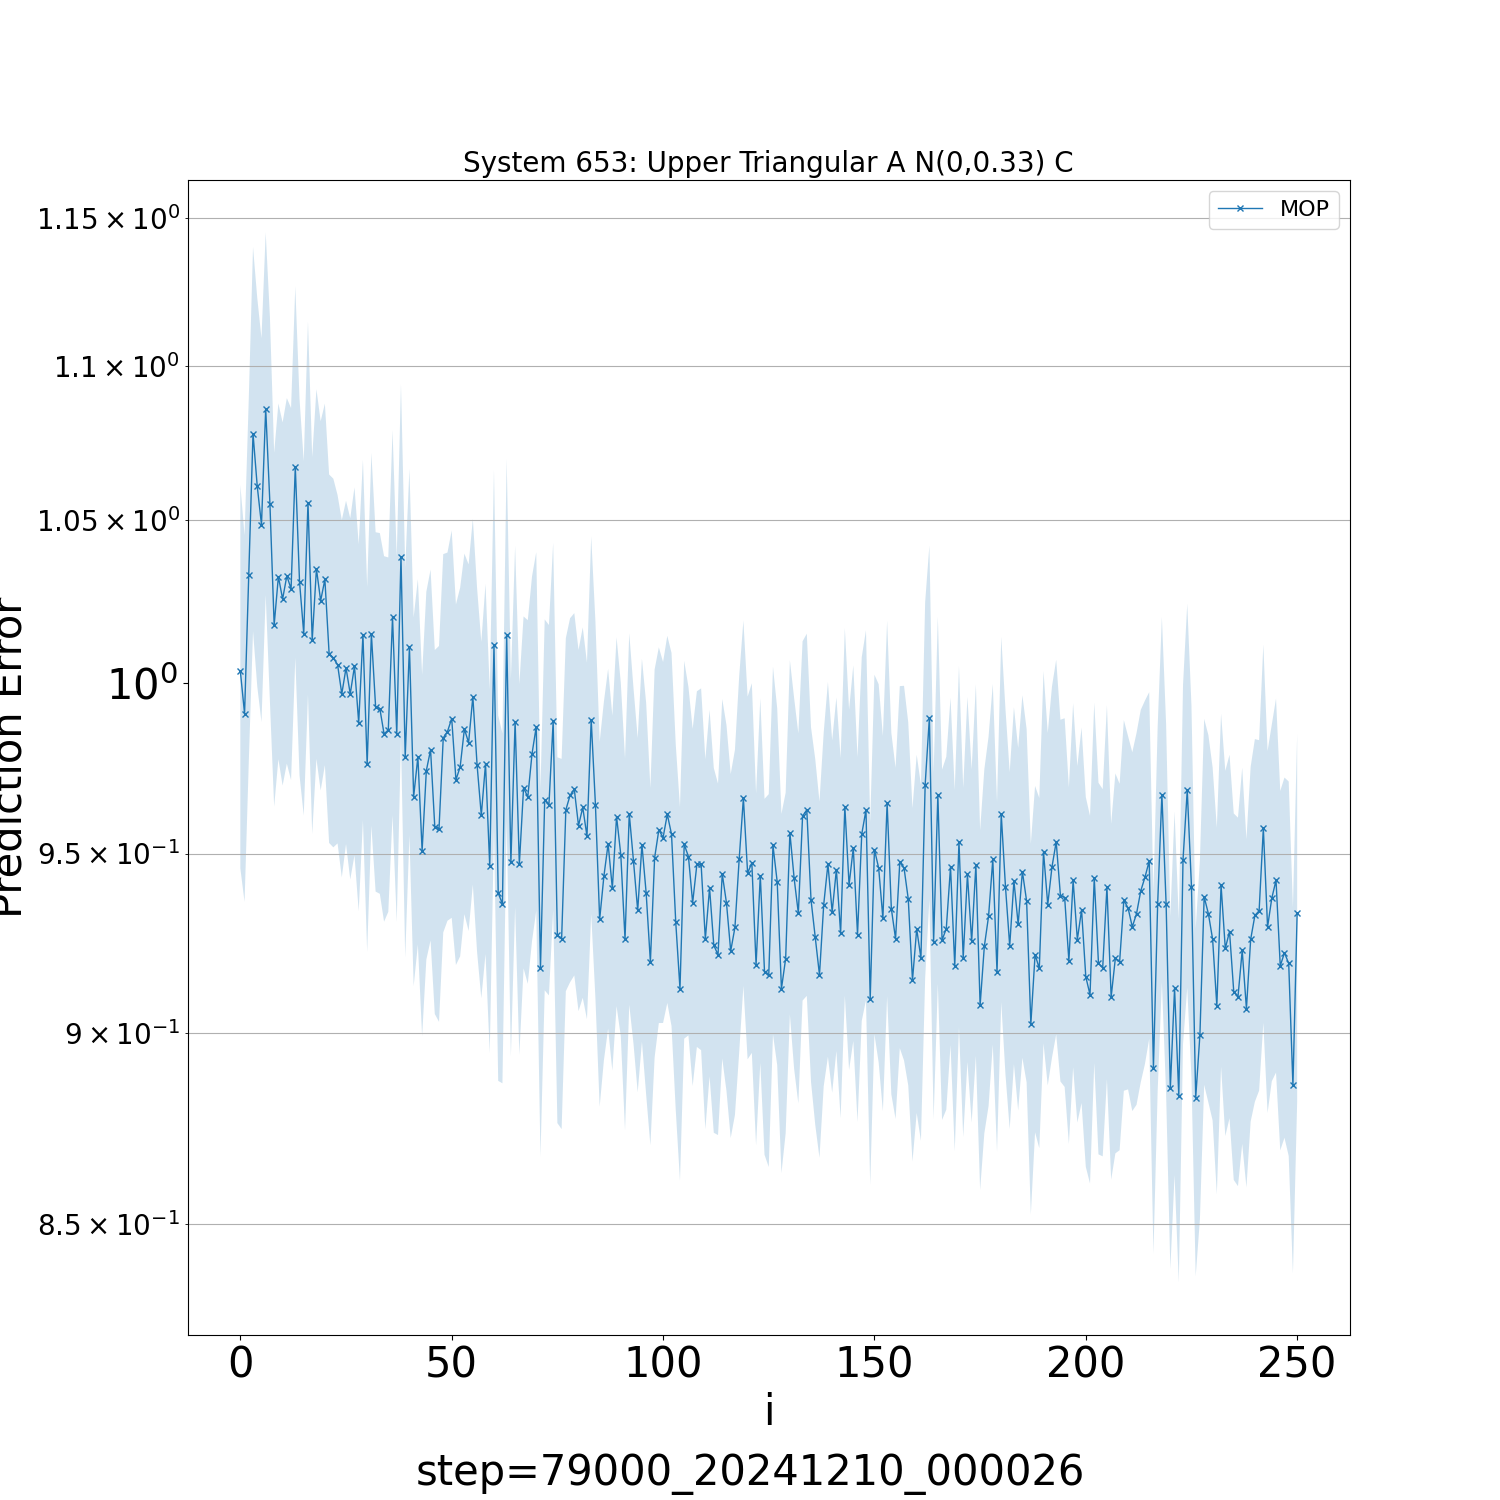 System 653: Upper Triangular A N(0,0.33) C
MOP
1.15 × 10⁰
1.1 × 10⁰
1.05 × 10⁰
10⁰
9.5 × 10⁻¹
9 × 10⁻¹
8.5 × 10⁻¹
Prediction Error
0 50 100 150 200 250
i
step=79000_20241210_000026